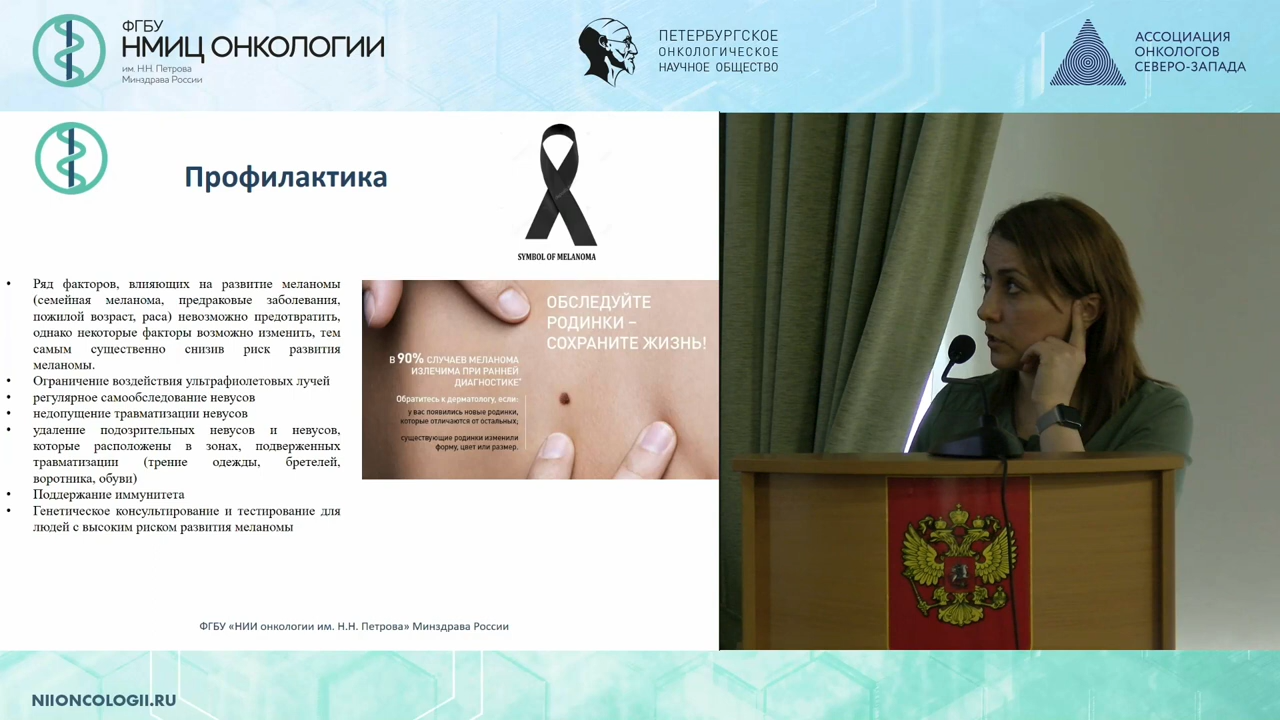 ФГБУ
НМИЦ ОНКОЛОГИИ
им. Н.Н. Петрова
Минздрава России
ПЕТЕРБУРГСКОЕ
ОНКОЛОГИЧЕСКОЕ
НАУЧНОЕ ОБЩЕСТВО
АССОЦИАЦИЯ
ОНКОЛОГОВ
СЕВЕРО-ЗАПАДА
Профилактика
SYMBOL OF MELANOMA
• Ряд факторов, влияющих на развитие меланомы
(семейная меланома, предраковые заболевания,
пожилой возраст, раса) невозможно предотвратить,
однако некоторые факторы возможно изменить, тем
самым существенно снизив риск развития
меланомы.
• Ограничение воздействия ультрафиолетовых лучей
• регулярное самообследование невусов
• недопущение травматизации невусов
• удаление подозрительных невусов и невусов,
которые расположены в зонах, подверженных
травматизации (трение одежды, бретелей,
воротника, обуви)
• Поддержание иммунитета
• Генетическое консультирование и тестирование для
людей с высоким риском развития меланомы
ОБСЛЕДУЙТЕ
РОДИНКИ –
СОХРАНИТЕ ЖИЗНЬ!
В 90% СЛУЧАЕВ МЕЛАНОМА
ИЗЛЕЧИМА ПРИ РАННЕЙ
ДИАГНОСТИКЕ*
Обратитесь к дерматологу, если:
у вас появились новые родинки,
которые отличаются от остальных;
существующие родинки изменили
форму, цвет или размер.
ФГБУ «НИИ онкологии им. Н.Н. Петрова» Минздрава России
NIIONCOLOGII.RU